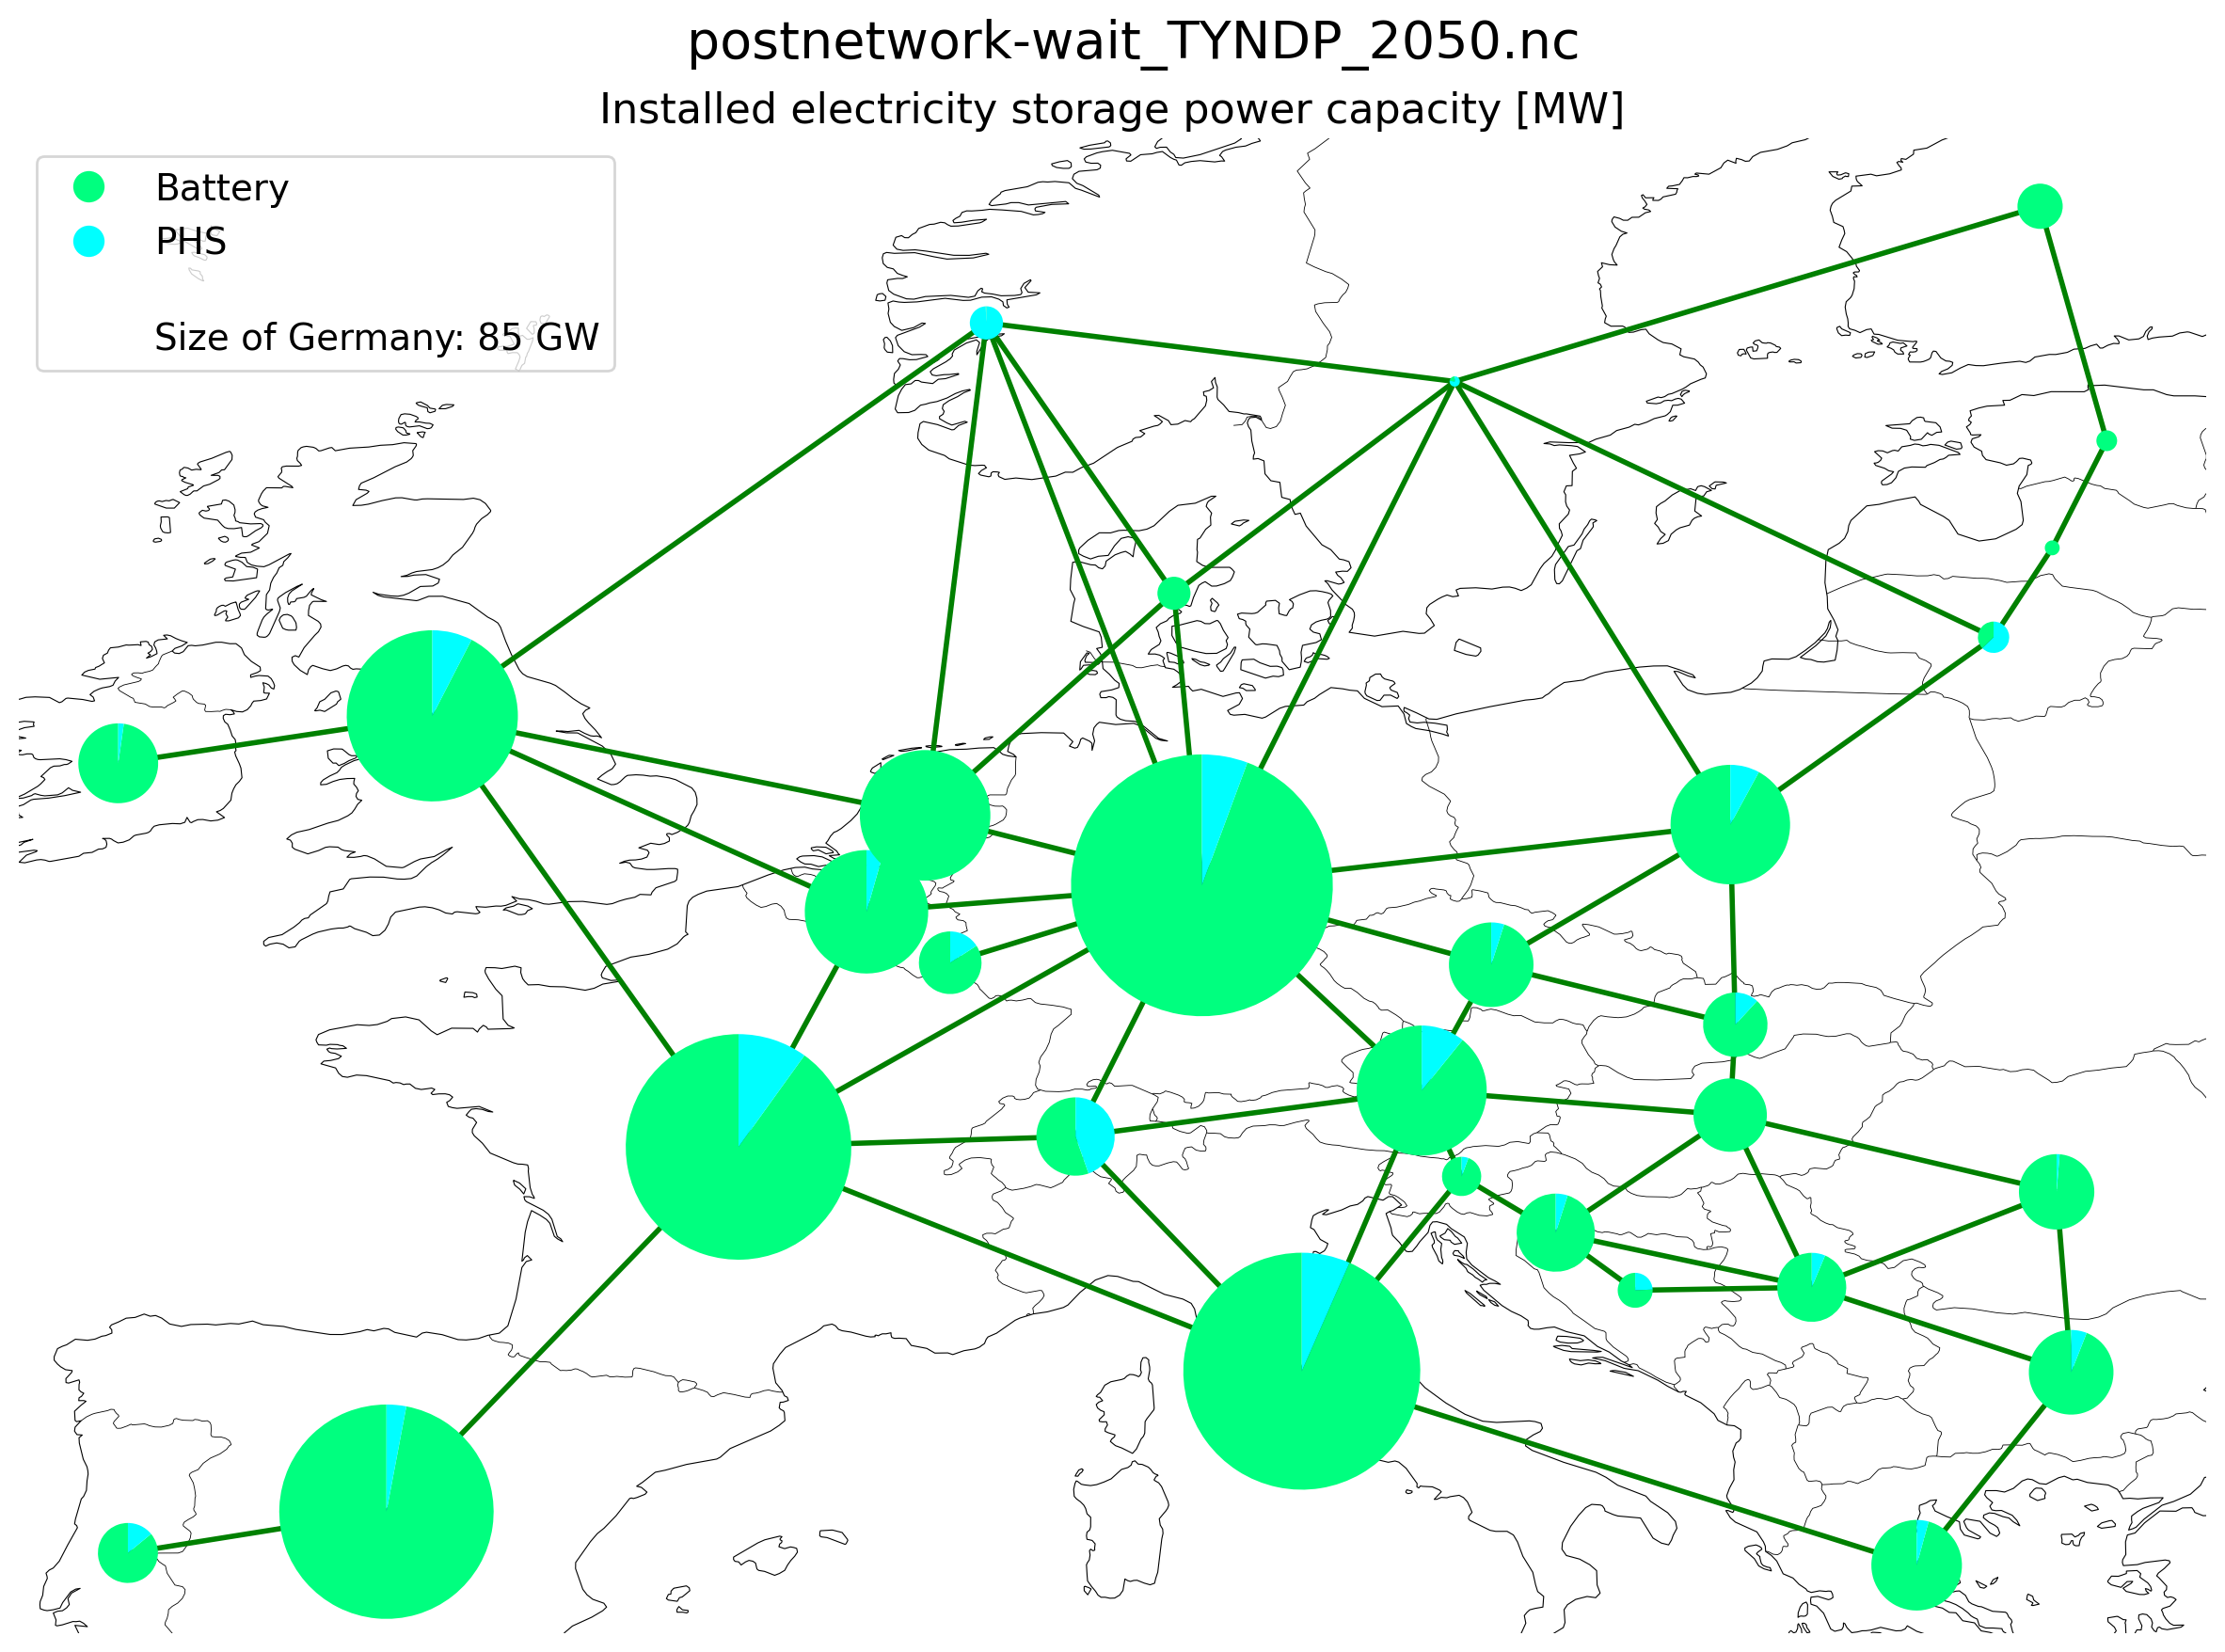 postnetwork-wait_TYNDP_2050.nc
Installed electricity storage power capacity [MW]
Battery
PHS
Size of Germany: 85 GW